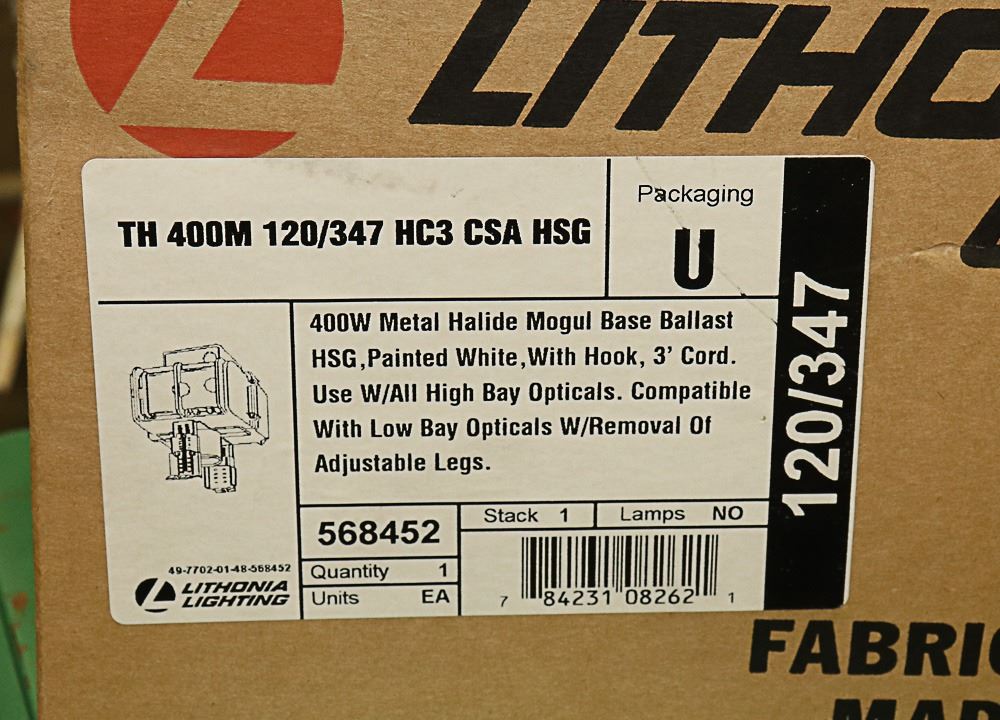 LITHO
TH 400M 120/347 HC3 CSA HSG
Packaging
U
120/347
400W Metal Halide Mogul Base Ballast
HSG,Painted White,With Hook, 3' Cord.
Use W/All High Bay Opticals. Compatible
With Low Bay Opticals W/Removal Of
Adjustable Legs.
568452
Stack 1
Lamps NO
Quantity 1
Units EA
7 84231 08262 1
49-7702-01-48-568452
LITHONIA
LIGHTING
FABRIC
MAD